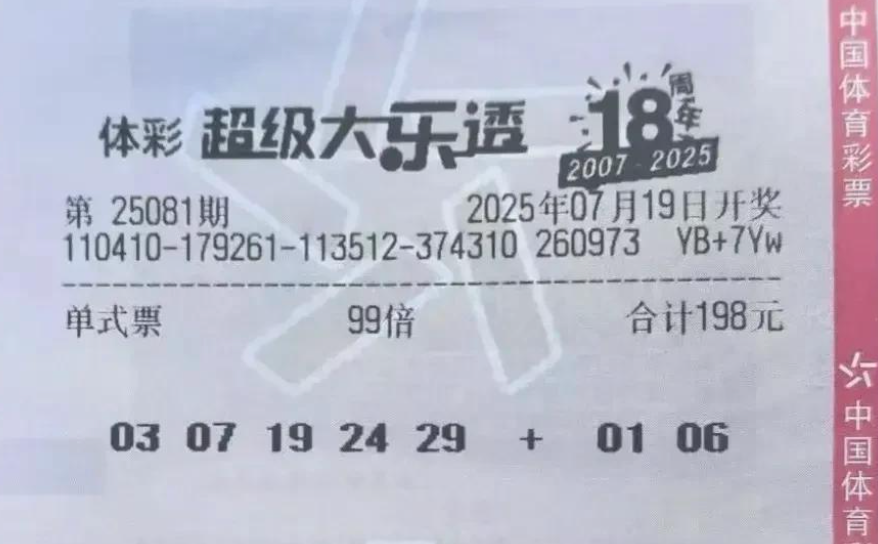 体彩 超级大乐透 18周年
2007-2025
第 25081期 2025年07月19日开奖
110410-179261-113512-374310 260973 YB+7Yw
单式票 99倍 合计198元
03 07 19 24 29 + 01 06
中国体育彩票
中国体育彩